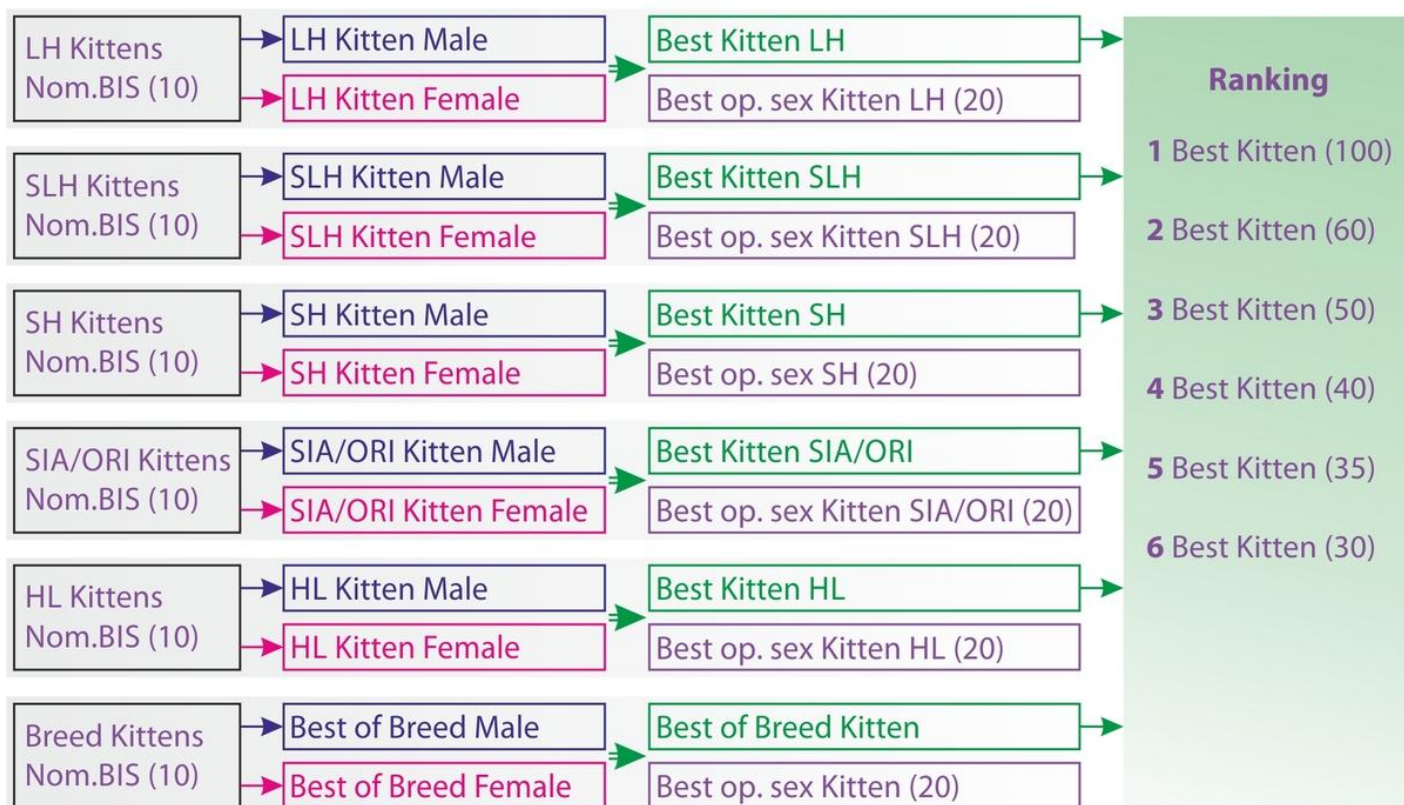 LH Kittens
Nom.BIS (10)
LH Kitten Male
LH Kitten Female
Best Kitten LH
Best op. sex Kitten LH (20)
SLH Kittens
Nom.BIS (10)
SLH Kitten Male
SLH Kitten Female
Best Kitten SLH
Best op. sex Kitten SLH (20)
SH Kittens
Nom.BIS (10)
SH Kitten Male
SH Kitten Female
Best Kitten SH
Best op. sex SH (20)
SIA/ORI Kittens
Nom.BIS (10)
SIA/ORI Kitten Male
SIA/ORI Kitten Female
Best Kitten SIA/ORI
Best op. sex Kitten SIA/ORI (20)
HL Kittens
Nom.BIS (10)
HL Kitten Male
HL Kitten Female
Best Kitten HL
Best op. sex Kitten HL (20)
Breed Kittens
Nom.BIS (10)
Best of Breed Male
Best of Breed Female
Best of Breed Kitten
Best op. sex Kitten (20)
Ranking
1 Best Kitten (100)
2 Best Kitten (60)
3 Best Kitten (50)
4 Best Kitten (40)
5 Best Kitten (35)
6 Best Kitten (30)